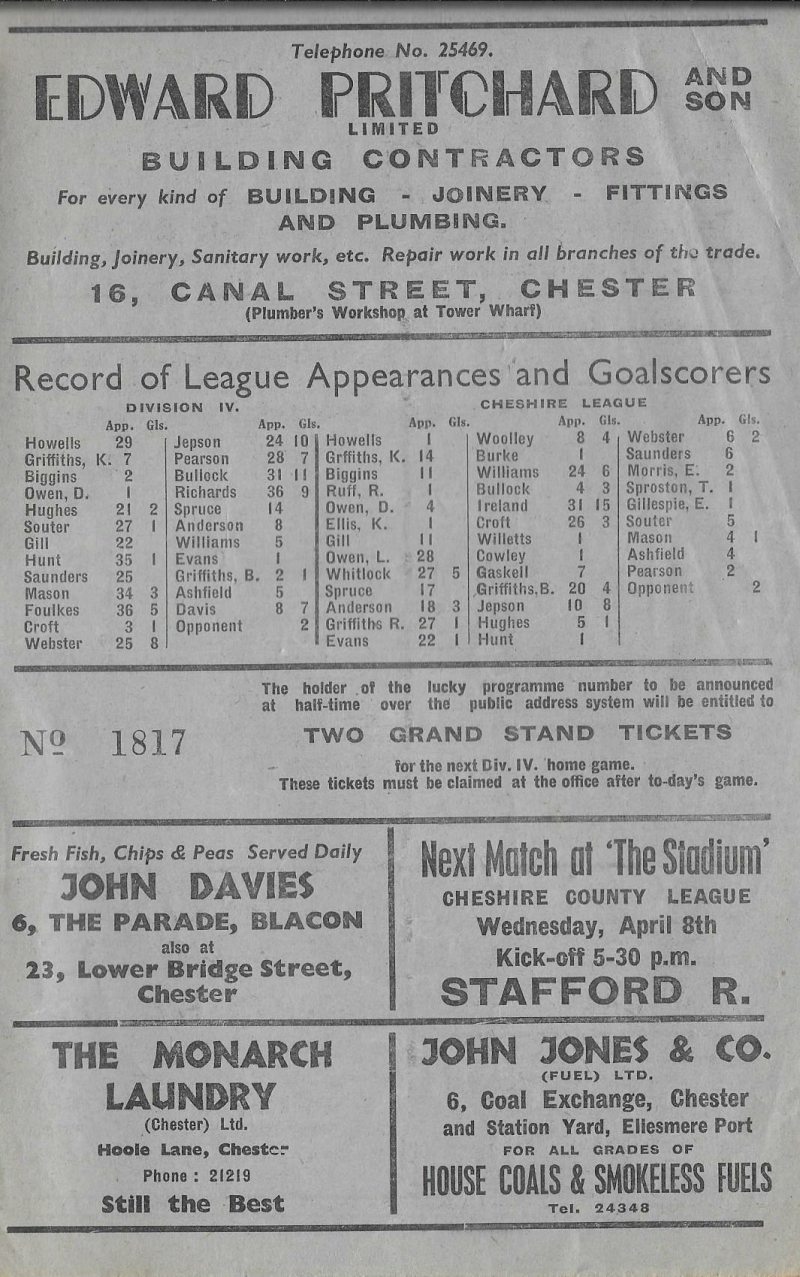 Telephone No. 25469.
EDWARD PRITCHARD AND SON
LIMITED
BUILDING CONTRACTORS
For every kind of BUILDING - JOINERY - FITTINGS
AND PLUMBING.
Building, Joinery, Sanitary work, etc. Repair work in all branches of the trade.
16, CANAL STREET, CHESTER
(Plumber's Workshop at Tower Wharf)
Record of League Appearances and Goalscorers
DIVISION IV.
App. Gls.
Howells 29
Griffiths, K. 7
Biggins 2
Owen, D. 1
Hughes 21 2
Souter 27 1
Gill 22
Hunt 35 1
Saunders 25
Mason 34 3
Foulkes 36 5
Croft 3 1
Webster 25 8
App. Gls.
Jepson 24 10
Pearson 28 7
Bullock 31 11
Richards 36 9
Spruce 14
Anderson 8
Williams 5
Evans 1
Griffiths, B. 2 1
Ashfield 5
Davis 8 7
Opponent 2
CHESHIRE LEAGUE
App. Gls.
Howells 1
Grffiths, K. 14
Biggins 11
Ruff, R. 1
Owen, D. 4
Ellis, K. 1
Gill 11
Owen, L. 28
Whitlock 27 5
Spruce 17
Anderson 18 3
Griffiths R. 27 1
Evans 22 1
App. Gls.
Woolley 8 4
Burke 1
Williams 24 6
Bullock 4 3
Ireland 31 15
Croft 26 3
Willetts 1
Cowley 1
Gaskell 7
Griffiths, B. 20 4
Jepson 10 8
Hughes 5 1
Hunt 1
App. Gls.
Webster 6 2
Saunders 6
Morris, E. 2
Sproston, T. 1
Gillespie, E. 1
Souter 5
Mason 4 1
Ashfield 4
Pearson 2
Opponent 2
The holder of the lucky programme number to be announced
at half-time over the public address system will be entitled to
Nº 1817
TWO GRAND STAND TICKETS
for the next Div. IV. home game.
These tickets must be claimed at the office after to-day's game.
Fresh Fish, Chips & Peas Served Daily
JOHN DAVIES
6, THE PARADE, BLACON
also at
23, Lower Bridge Street,
Chester
Next Match at 'The Stadium'
CHESHIRE COUNTY LEAGUE
Wednesday, April 8th
Kick-off 5-30 p.m.
STAFFORD R.
THE MONARCH
LAUNDRY
(Chester) Ltd.
Hoole Lane, Chester
Phone : 21219
Still the Best
JOHN JONES & CO.
(FUEL) LTD.
6, Coal Exchange, Chester
and Station Yard, Ellesmere Port
FOR ALL GRADES OF
HOUSE COALS & SMOKELESS FUELS
Tel. 24348